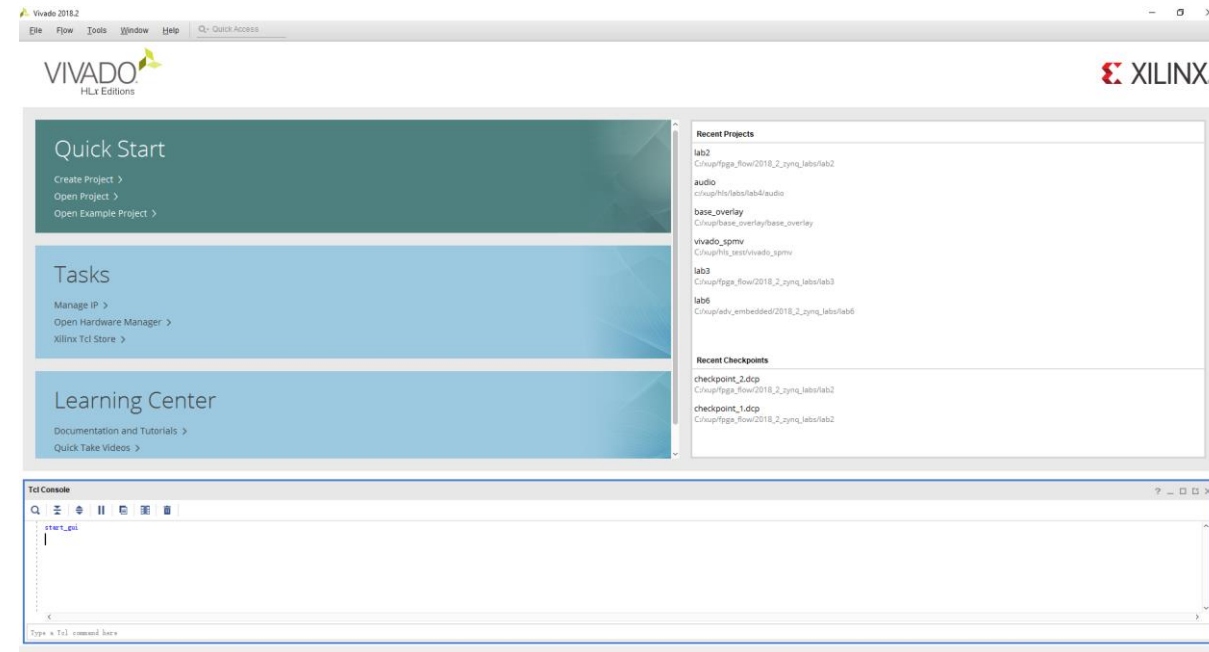 Vivado 2018.2
File Flow Tools Window Help Quick Access
VIVADO.
HLx Editions
XILINX
Quick Start
Create Project >
Open Project >
Open Example Project >
Tasks
Manage IP >
Open Hardware Manager >
Xilinx Tcl Store >
Learning Center
Documentation and Tutorials >
Quick Take Videos >
Recent Projects
lab2
C:/xup/fpga_flow/2018_2_zynq_labs/lab2
audio
c:/xup/hls/labs/lab4/audio
base_overlay
C:/xup/base_overlay/base_overlay
vivado_spmv
C:/xup/hls_test/vivado_spmv
lab3
C:/xup/fpga_flow/2018_2_zynq_labs/lab3
lab6
C:/xup/adv_embedded/2018_2_zynq_labs/lab6
Recent Checkpoints
checkpoint_2.dcp
C:/xup/fpga_flow/2018_2_zynq_labs/lab2
checkpoint_1.dcp
C:/xup/fpga_flow/2018_2_zynq_labs/lab2
Tcl Console
start_gui
Type a Tcl command here